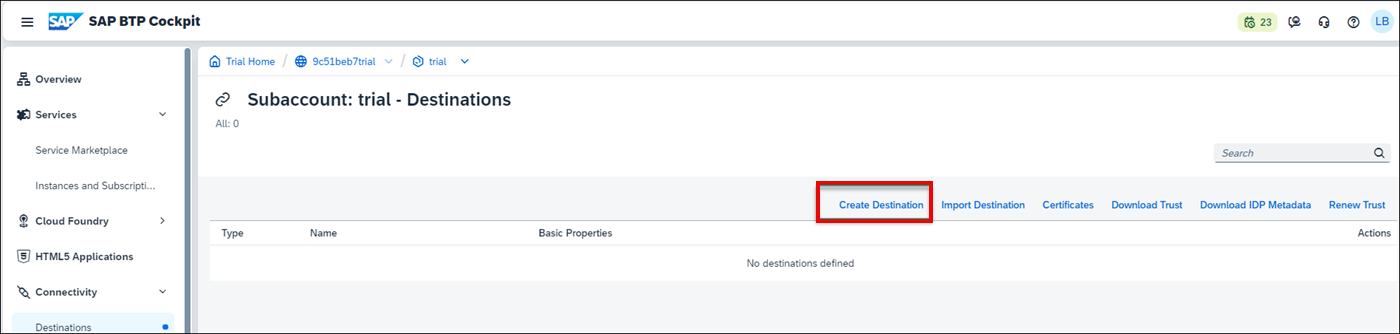 SAP SAP BTP Cockpit 23 LB
Trial Home / 9c51beb7trial / trial
Overview
Subaccount: trial - Destinations
Services
All: 0
Service Marketplace
Search
Instances and Subscripti...
Create Destination Import Destination Certificates Download Trust Download IDP Metadata Renew Trust
Cloud Foundry
Type Name Basic Properties Actions
HTML5 Applications
No destinations defined
Connectivity
Destinations